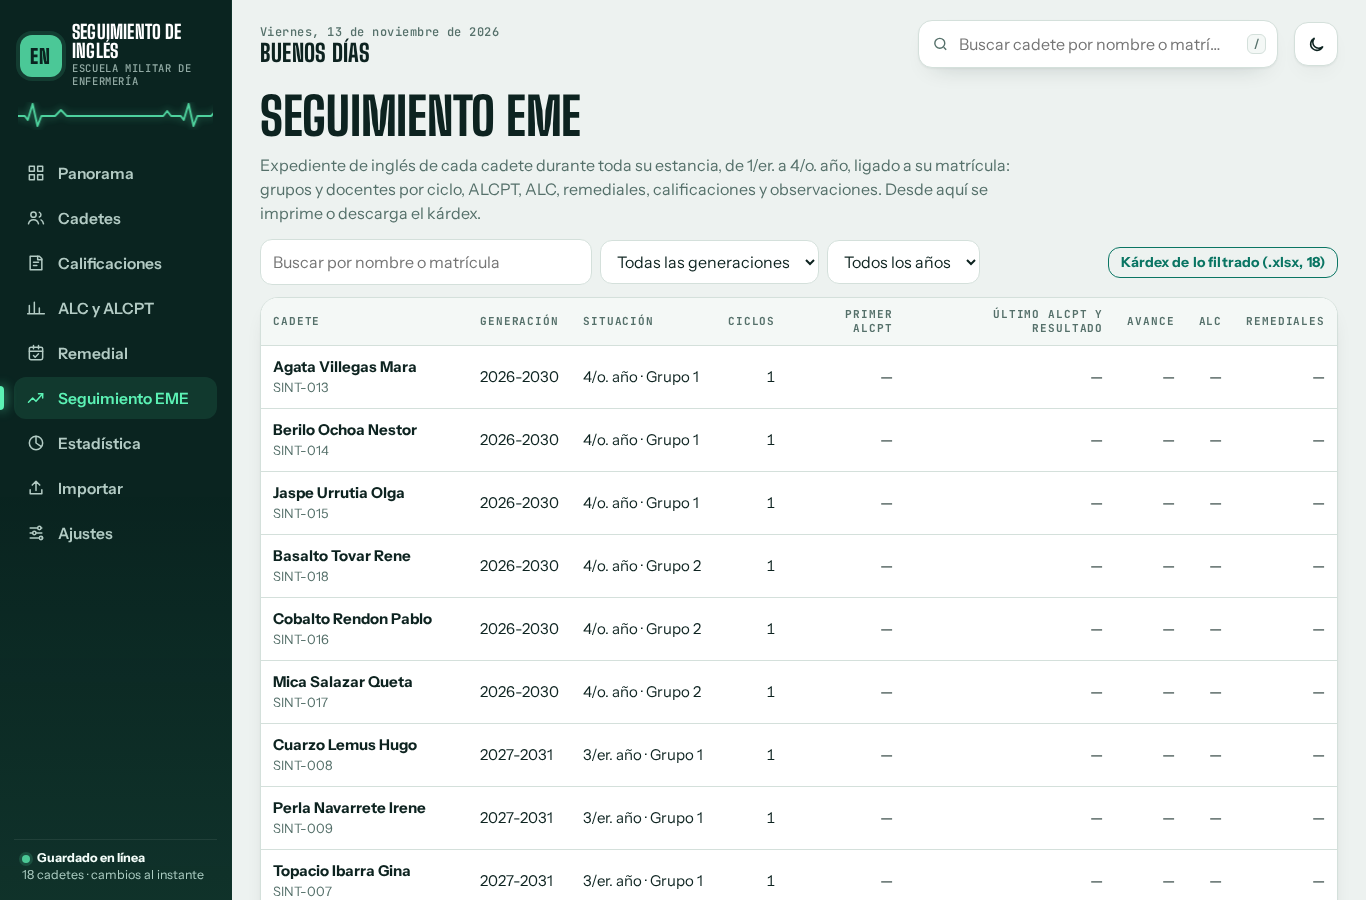 EN
SEGUIMIENTO DE
INGLÉS
ESCUELA MILITAR DE
ENFERMERÍA
Panorama
Cadetes
Calificaciones
ALC y ALCPT
Remedial
Seguimiento EME
Estadística
Importar
Ajustes
Guardado en línea
18 cadetes · cambios al instante
Viernes, 13 de noviembre de 2026
BUENOS DÍAS
Buscar cadete por nombre o matrí… /
SEGUIMIENTO EME
Expediente de inglés de cada cadete durante toda su estancia, de 1/er. a 4/o. año, ligado a su matrícula:
grupos y docentes por ciclo, ALCPT, ALC, remediales, calificaciones y observaciones. Desde aquí se
imprime o descarga el kárdex.
Buscar por nombre o matrícula Todas las generaciones Todos los años Kárdex de lo filtrado (.xlsx, 18)
CADETE GENERACIÓN SITUACIÓN CICLOS PRIMER ALCPT ÚLTIMO ALCPT Y RESULTADO AVANCE ALC REMEDIALES
Agata Villegas Mara
SINT-013
2026-2030 4/o. año · Grupo 1 1 — — — — —
Berilo Ochoa Nestor
SINT-014
2026-2030 4/o. año · Grupo 1 1 — — — — —
Jaspe Urrutia Olga
SINT-015
2026-2030 4/o. año · Grupo 1 1 — — — — —
Basalto Tovar Rene
SINT-018
2026-2030 4/o. año · Grupo 2 1 — — — — —
Cobalto Rendon Pablo
SINT-016
2026-2030 4/o. año · Grupo 2 1 — — — — —
Mica Salazar Queta
SINT-017
2026-2030 4/o. año · Grupo 2 1 — — — — —
Cuarzo Lemus Hugo
SINT-008
2027-2031 3/er. año · Grupo 1 1 — — — — —
Perla Navarrete Irene
SINT-009
2027-2031 3/er. año · Grupo 1 1 — — — — —
Topacio Ibarra Gina
SINT-007
2027-2031 3/er. año · Grupo 1 1 — — — — —